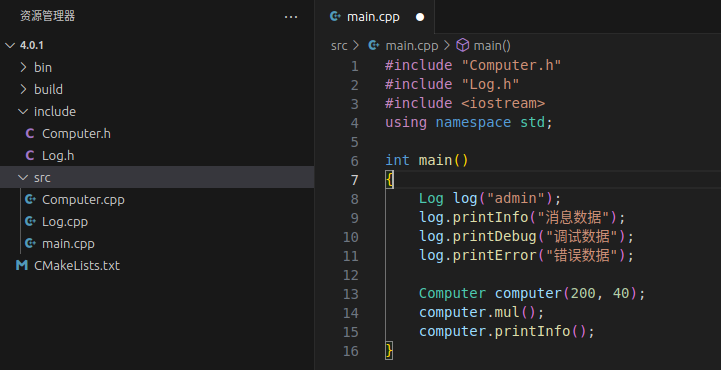 资源管理器
···
4.0.1
bin
build
include
Computer.h
Log.h
src
Computer.cpp
Log.cpp
main.cpp
CMakeLists.txt
main.cpp
src > main.cpp > main()
1 #include "Computer.h"
2 #include "Log.h"
3 #include <iostream>
4 using namespace std;
5
6 int main()
7 {
8     Log log("admin");
9     log.printInfo("消息数据");
10     log.printDebug("调试数据");
11     log.printError("错误数据");
12
13     Computer computer(200, 40);
14     computer.mul();
15     computer.printInfo();
16 }